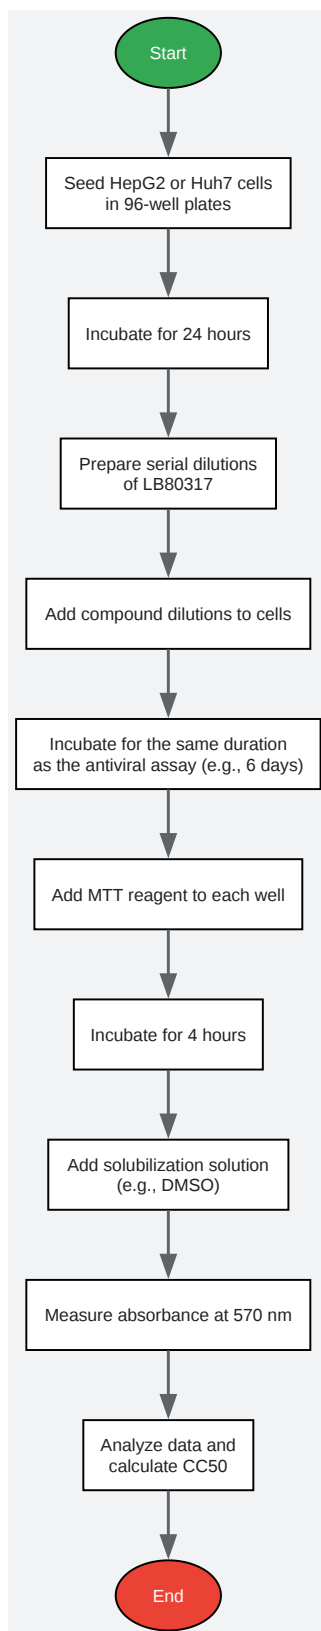 Start
Seed HepG2 or Huh7 cells
in 96-well plates
Incubate for 24 hours
Prepare serial dilutions
of LB80317
Add compound dilutions to cells
Incubate for the same duration
as the antiviral assay (e.g., 6 days)
Add MTT reagent to each well
Incubate for 4 hours
Add solubilization solution
(e.g., DMSO)
Measure absorbance at 570 nm
Analyze data and
calculate CC50
End